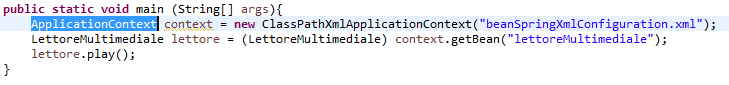 public static void main (String[] args){
ApplicationContext context = new ClassPathXmlApplicationContext("beanSpringXmlConfiguration.xml");
LettoreMultimediale lettore = (LettoreMultimediale) context.getBean("lettoreMultimediale");
lettore.play();
}